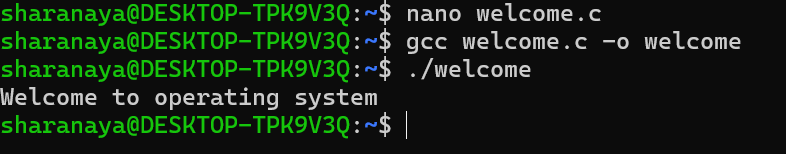 sharanaya@DESKTOP-TPK9V3Q:~$ nano welcome.c
sharanaya@DESKTOP-TPK9V3Q:~$ gcc welcome.c -o welcome
sharanaya@DESKTOP-TPK9V3Q:~$ ./welcome
Welcome to operating system
sharanaya@DESKTOP-TPK9V3Q:~$